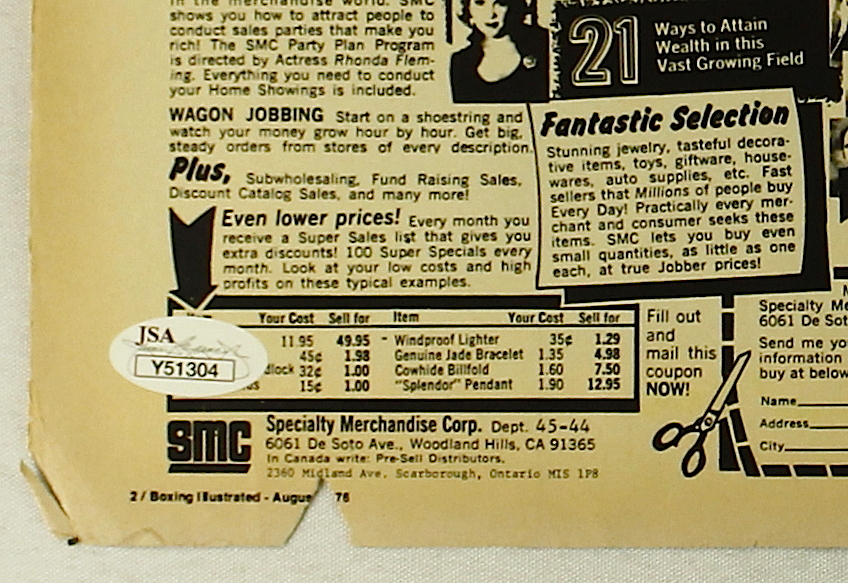 in the merchandise world. SMC
shows you how to attract people to
conduct sales parties that make you
rich! The SMC Party Plan Program
is directed by Actress Rhonda Flem-
ing. Everything you need to conduct
your Home Showings is included.
WAGON JOBBING Start on a shoestring and
watch your money grow hour by hour. Get big,
steady orders from stores of every description.
Plus, Subwholesaling, Fund Raising Sales,
Discount Catalog Sales, and many more!
Even lower prices! Every month you
receive a Super Sales list that gives you
extra discounts! 100 Super Specials every
month. Look at your low costs and high
profits on these typical examples.
21 Ways to Attain
Wealth in this
Vast Growing Field
Fantastic Selection
Stunning jewelry, tasteful decora-
tive items, toys, giftware, house-
wares, auto supplies, etc. Fast
sellers that Millions of people buy
Every Day! Practically every mer-
chant and consumer seeks these
items. SMC lets you buy even
small quantities, as little as one
each, at true Jobber prices!
Your Cost Sell for Item Your Cost Sell for
11.95 49.95 Windproof Lighter 35¢ 1.29
45¢ 1.98 Genuine Jade Bracelet 1.35 4.98
dlock 32¢ 1.00 Cowhide Billfold 1.60 7.50
15¢ 1.00 "Splendor" Pendant 1.90 12.95
JSA
Y51304
Fill out
and
mail this
coupon
NOW!
Specialty Me
6061 De Sot
Send me you
information
buy at below
Name
Address
City
smc Specialty Merchandise Corp. Dept. 45-44
6061 De Soto Ave., Woodland Hills, CA 91365
In Canada write: Pre-Sell Distributors,
2360 Midland Ave. Scarborough, Ontario MIS 1P8
2 / Boxing Illustrated - Augus 76